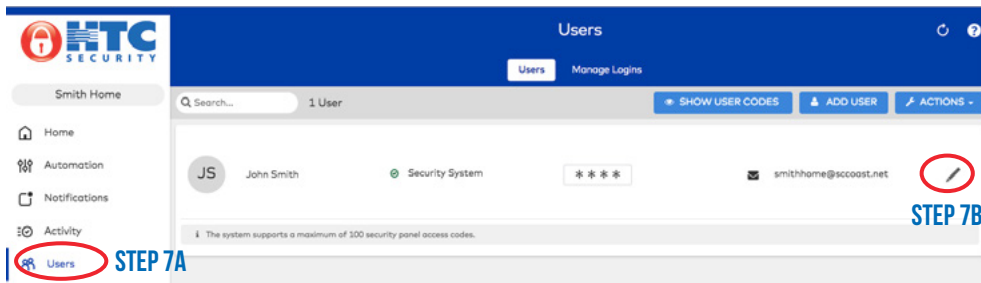 HTC
SECURITY
Users
Users Manage Logins
Smith Home
Search... 1 User SHOW USER CODES ADD USER ACTIONS
Home
Automation
Notifications
Activity
Users
JS John Smith Security System **** smithhome@sccoast.net
STEP 7B
i The system supports a maximum of 100 security panel access codes.
STEP 7A